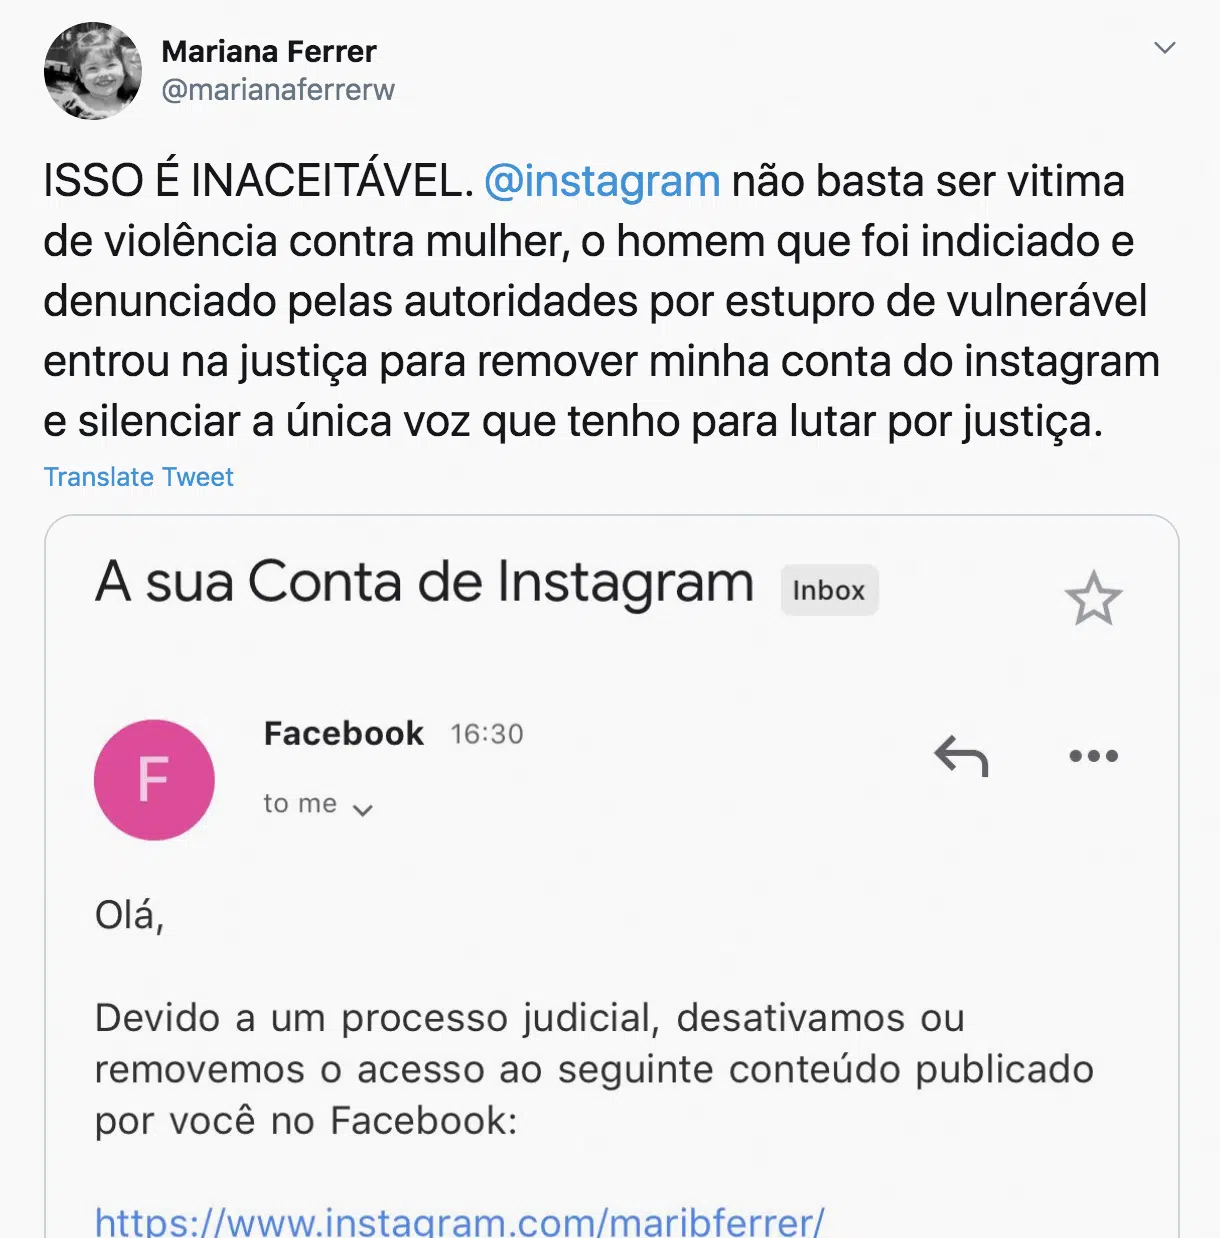 Mariana Ferrer
@marianaferrerw
ISSO É INACEITÁVEL. @instagram não basta ser vitima
de violência contra mulher, o homem que foi indiciado e
denunciado pelas autoridades por estupro de vulnerável
entrou na justiça para remover minha conta do instagram
e silenciar a única voz que tenho para lutar por justiça.
Translate Tweet
A sua Conta de Instagram Inbox
F
Facebook 16:30
to me
Olá,
Devido a um processo judicial, desativamos ou
removemos o acesso ao seguinte conteúdo publicado
por você no Facebook:
https://www.instagram.com/maribferrer/